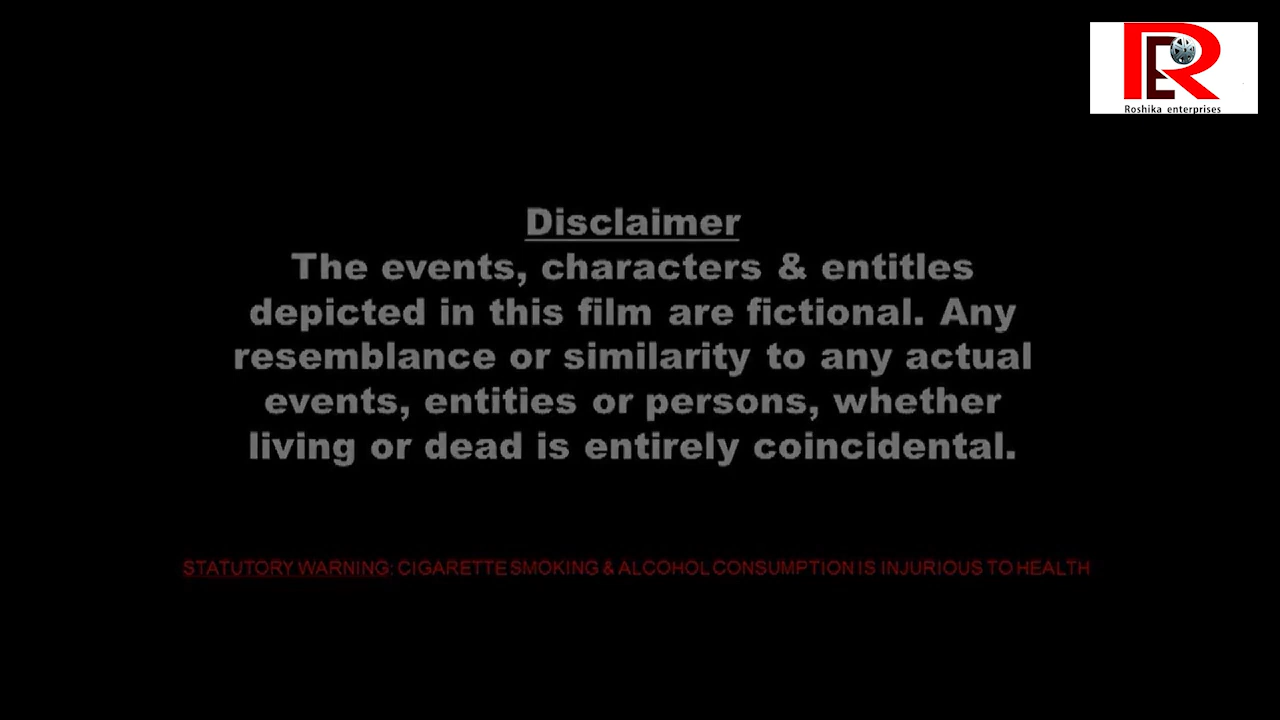 RE
Roshika enterprises
Disclaimer
The events, characters & entitles
depicted in this film are fictional. Any
resemblance or similarity to any actual
events, entities or persons, whether
living or dead is entirely coincidental.
STATUTORY WARNING: CIGARETTE SMOKING & ALCOHOL CONSUMPTION IS INJURIOUS TO HEALTH